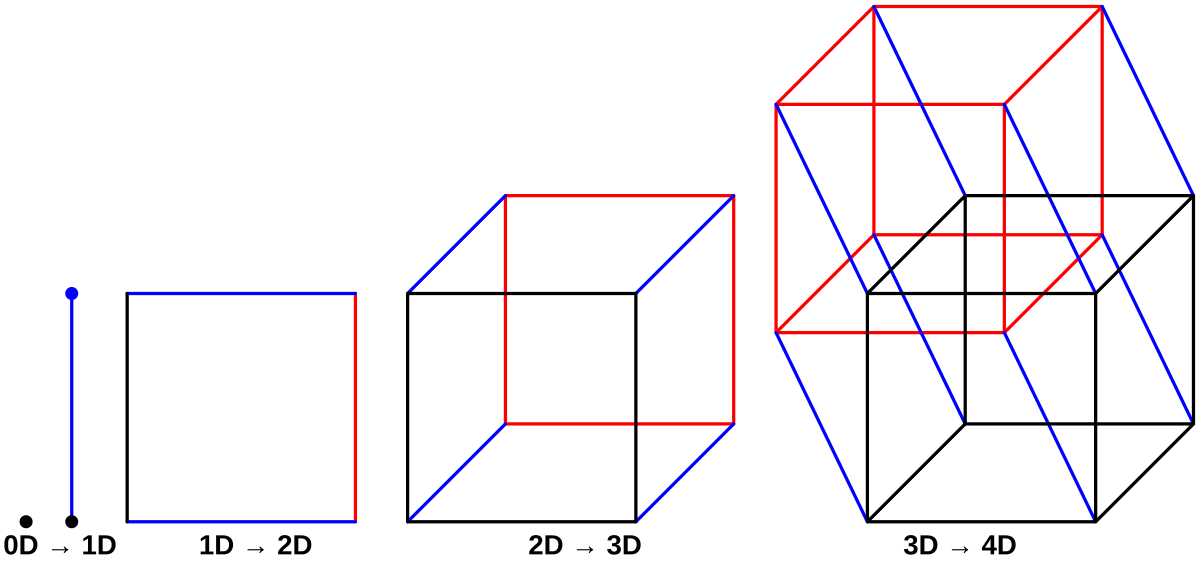 0D → 1D
1D → 2D
2D → 3D
3D → 4D